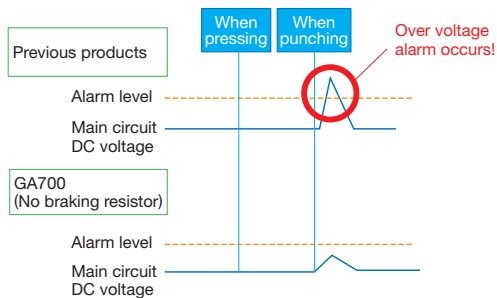 When
pressing
When
punching
Over voltage
alarm occurs!
Previous products
Alarm level
Main circuit
DC voltage
GA700
(No braking resistor)
Alarm level
Main circuit
DC voltage